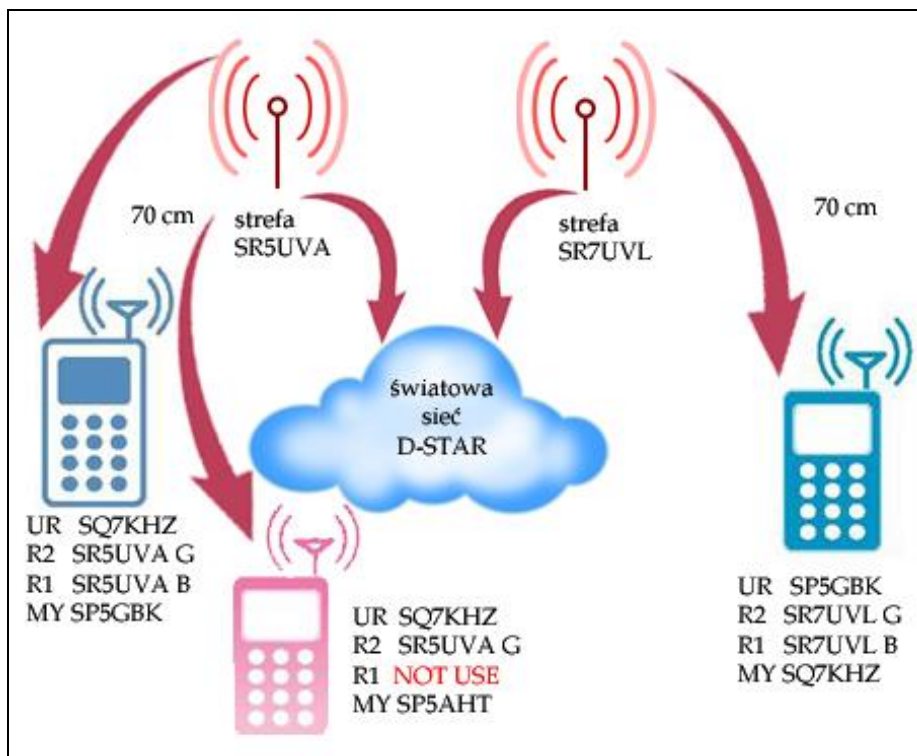 70 cm
strefa
SR5UVA
strefa
SR7UVL
70 cm
światowa
sieć
D-STAR
UR SQ7KHZ
R2 SR5UVA G
R1 SR5UVA B
MY SP5GBK
UR SQ7KHZ
R2 SR5UVA G
R1 NOT USE
MY SP5AHT
UR SP5GBK
R2 SR7UVL G
R1 SR7UVL B
MY SQ7KHZ